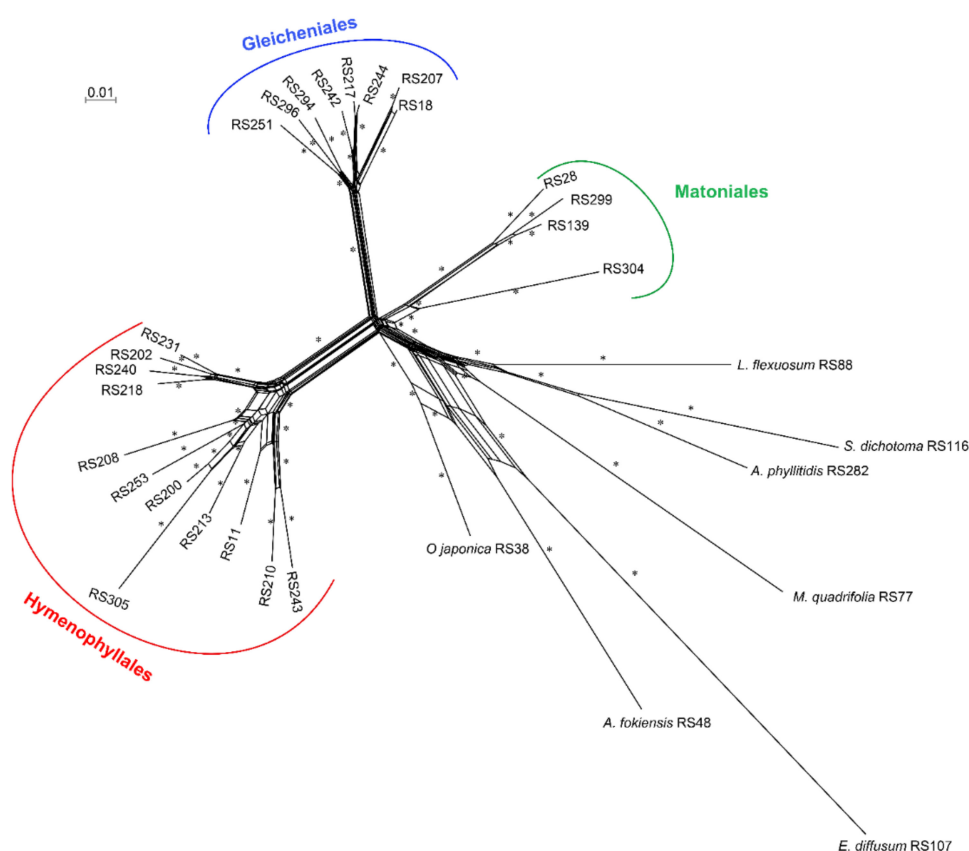 Gleicheniales
0.01
RS251
RS296
RS294
RS242
RS217
RS244
RS207
RS18
Matoniales
RS28
RS299
RS139
RS304
L. flexuosum RS88
S. dichotoma RS116
A. phyllitidis RS282
M. quadrifolia RS77
O japonica RS38
A. fokiensis RS48
E. diffusum RS107
RS231
RS202
RS240
RS218
RS208
RS253
RS200
RS213
RS11
RS210
RS243
RS305
Hymenophyllales